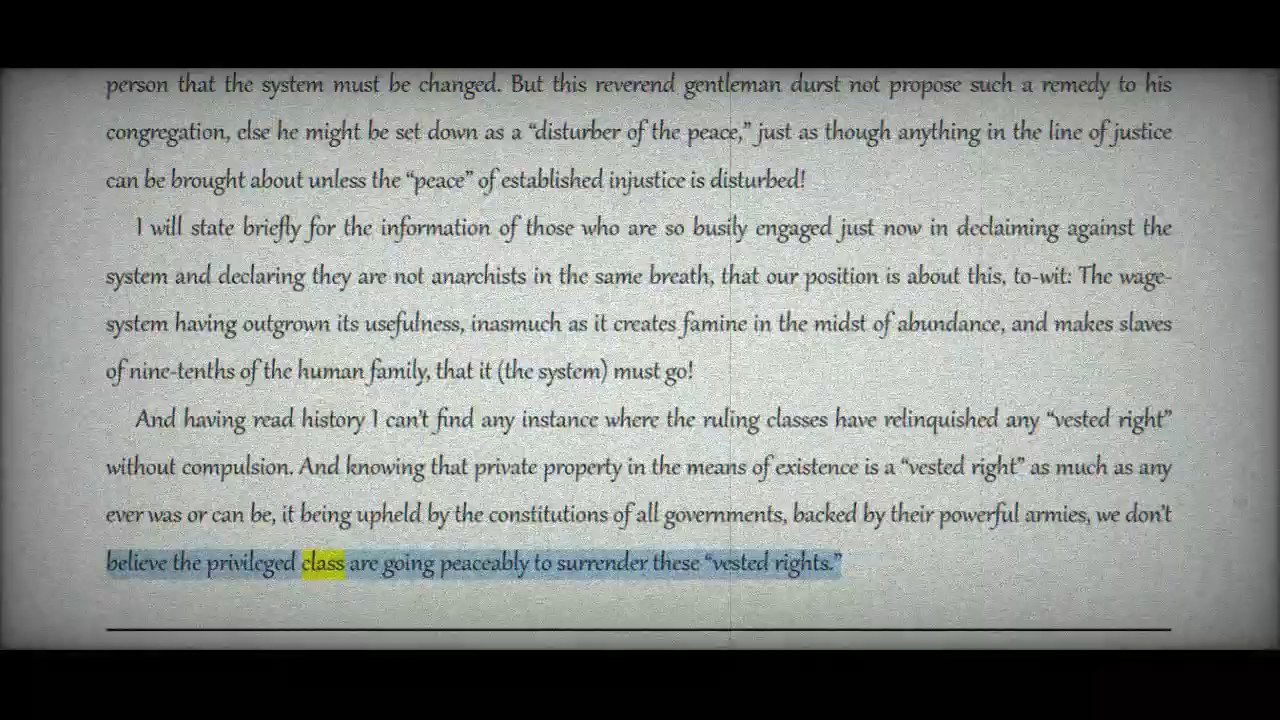 person that the system must be changed. But this reverend gentleman durst not propose such a remedy to his
congregation, else he might be set down as a “disturber of the peace,” just as though anything in the line of justice
can be brought about unless the “peace” of established injustice is disturbed!
I will state briefly for the information of those who are so busily engaged just now in declaiming against the
system and declaring they are not anarchists in the same breath, that our position is about this, to-wit: The wage-
system having outgrown its usefulness, inasmuch as it creates famine in the midst of abundance, and makes slaves
of nine-tenths of the human family, that it (the system) must go!
And having read history I can’t find any instance where the ruling classes have relinquished any “vested right”
without compulsion. And knowing that private property in the means of existence is a “vested right” as much as any
ever was or can be, it being upheld by the constitutions of all governments, backed by their powerful armies, we don’t
believe the privileged class are going peaceably to surrender these “vested rights.”